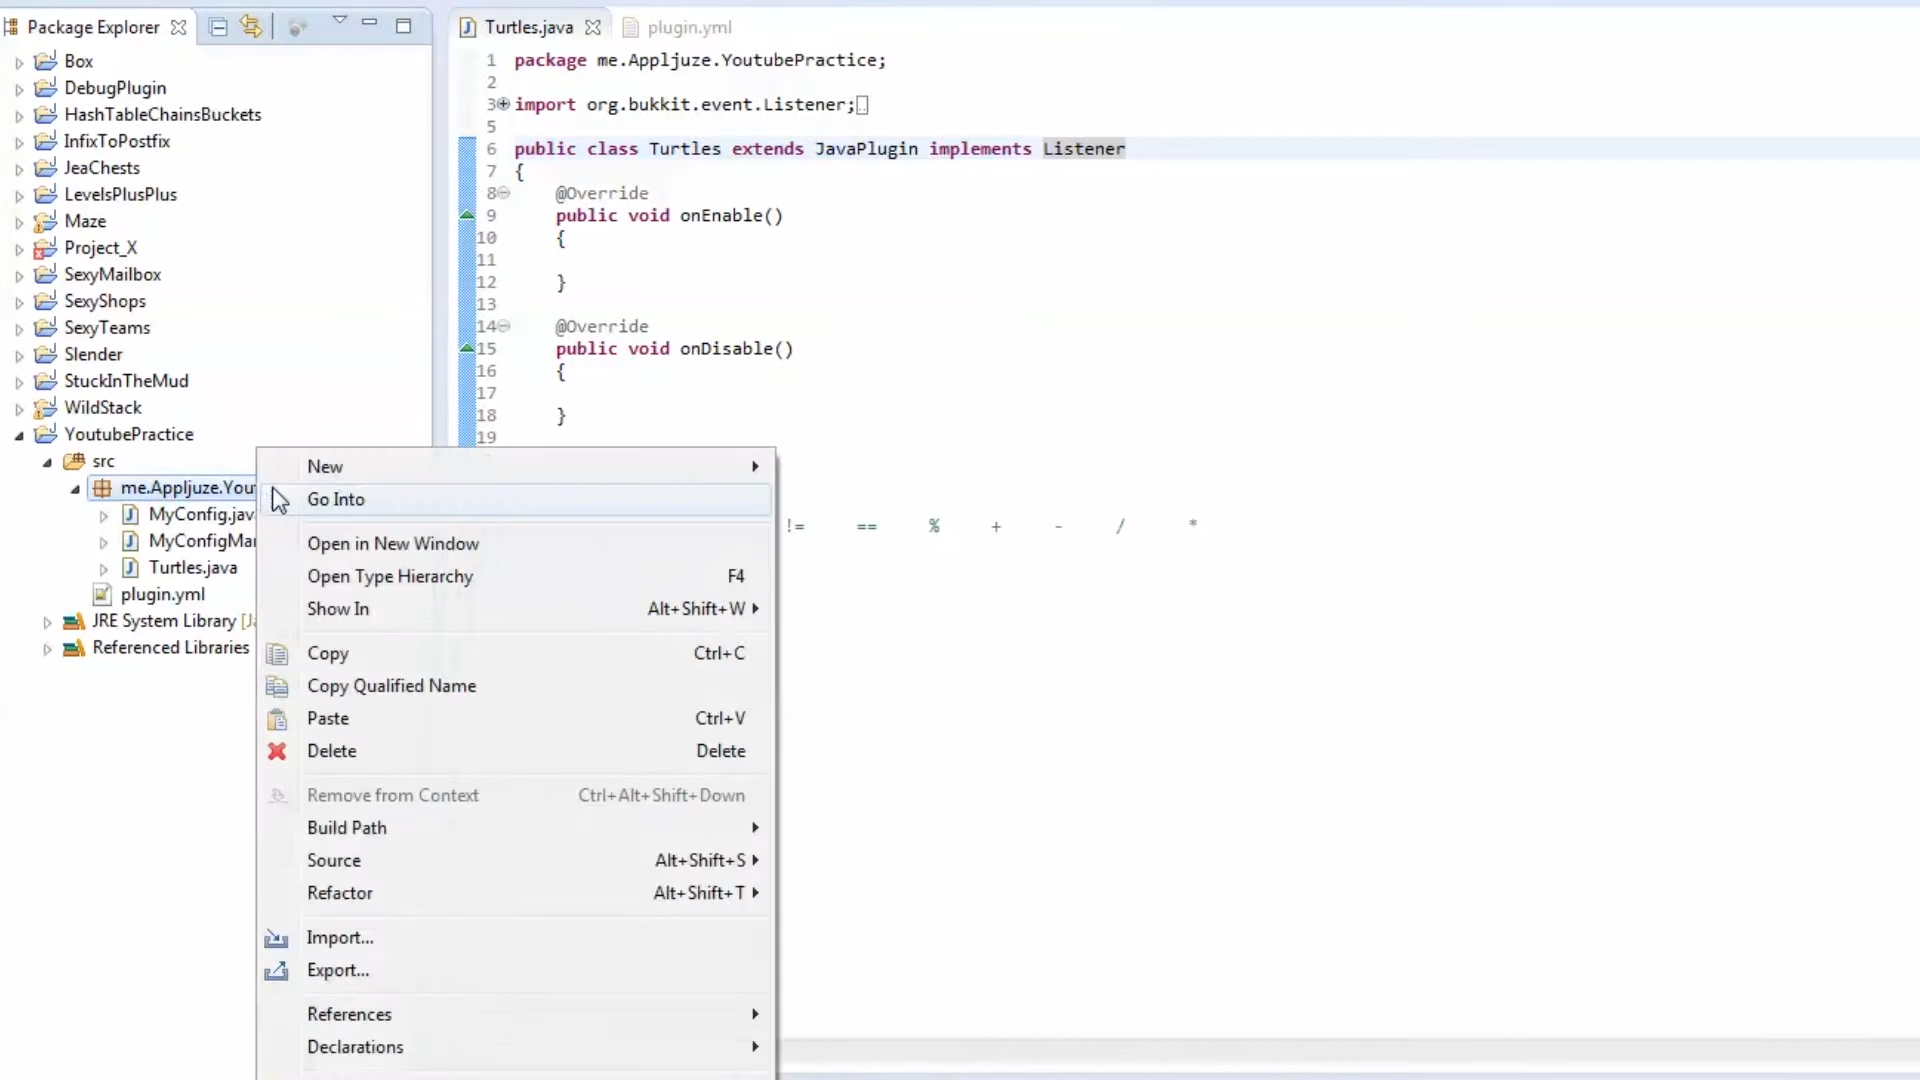 Package Explorer
Box
DebugPlugin
HashTableChainsBuckets
InfixToPostfix
JeaChests
LevelsPlusPlus
Maze
Project_X
SexyMailbox
SexyShops
SexyTeams
Slender
StuckInTheMud
WildStack
YoutubePractice
src
me.Appljuze.You
MyConfig.jav
MyConfigMa
Turtles.java
plugin.yml
JRE System Library [Ja
Referenced Libraries
Turtles.java
plugin.yml
1 package me.Appljuze.YoutubePractice;
2
3 import org.bukkit.event.Listener;
5
6 public class Turtles extends JavaPlugin implements Listener
7 {
8 @Override
9 public void onEnable()
10 {
11
12 }
13
14 @Override
15 public void onDisable()
16 {
17
18 }
19
!= == % + - / *
New
Go Into
Open in New Window
Open Type Hierarchy F4
Show In Alt+Shift+W
Copy Ctrl+C
Copy Qualified Name
Paste Ctrl+V
Delete Delete
Remove from Context Ctrl+Alt+Shift+Down
Build Path
Source Alt+Shift+S
Refactor Alt+Shift+T
Import...
Export...
References
Declarations